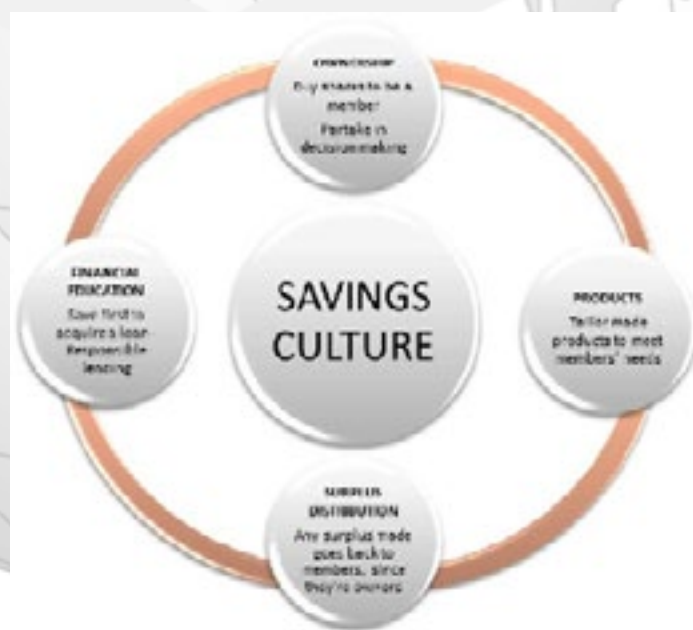 OWNERSHIP
Buy shares to be a
member
Partake in
decision making
FINANCIAL
EDUCATION
Save first to
acquire a loan-
Responsible
lending
SAVINGS
CULTURE
PRODUCTS
Tailor made
products to meet
members' needs
SURPLUS
DISTRIBUTION
Any surplus made
goes back to
members, since
they're owners